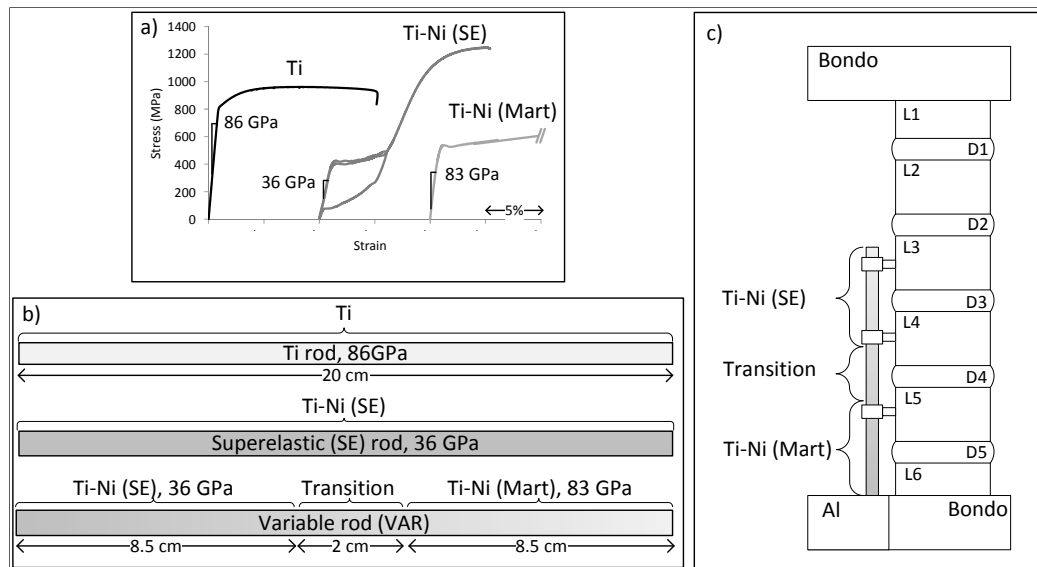 a)
Ti-Ni (SE)
Ti
Ti-Ni (Mart)
Stress (MPa)
1400
1200
1000
800
600
400
200
0
86 GPa
36 GPa
83 GPa
5%
Strain
b)
Ti
Ti rod, 86GPa
20 cm
Ti-Ni (SE)
Superelastic (SE) rod, 36 GPa
Ti-Ni (SE), 36 GPa Transition Ti-Ni (Mart), 83 GPa
Variable rod (VAR)
8.5 cm 2 cm 8.5 cm
c)
Bondo
L1
D1
L2
D2
L3
Ti-Ni (SE)
D3
L4
Transition
D4
L5
Ti-Ni (Mart)
D5
L6
Al Bondo